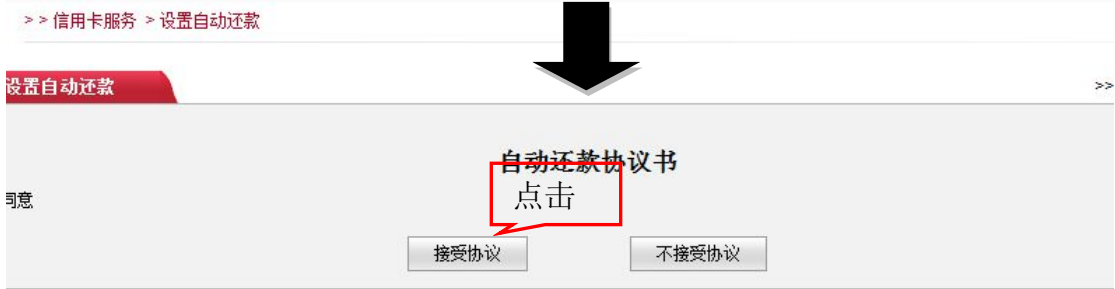 >>信用卡服务 >设置自动还款
设置自动还款
>>
自动还款协议书
点击
同意
接受协议
不接受协议